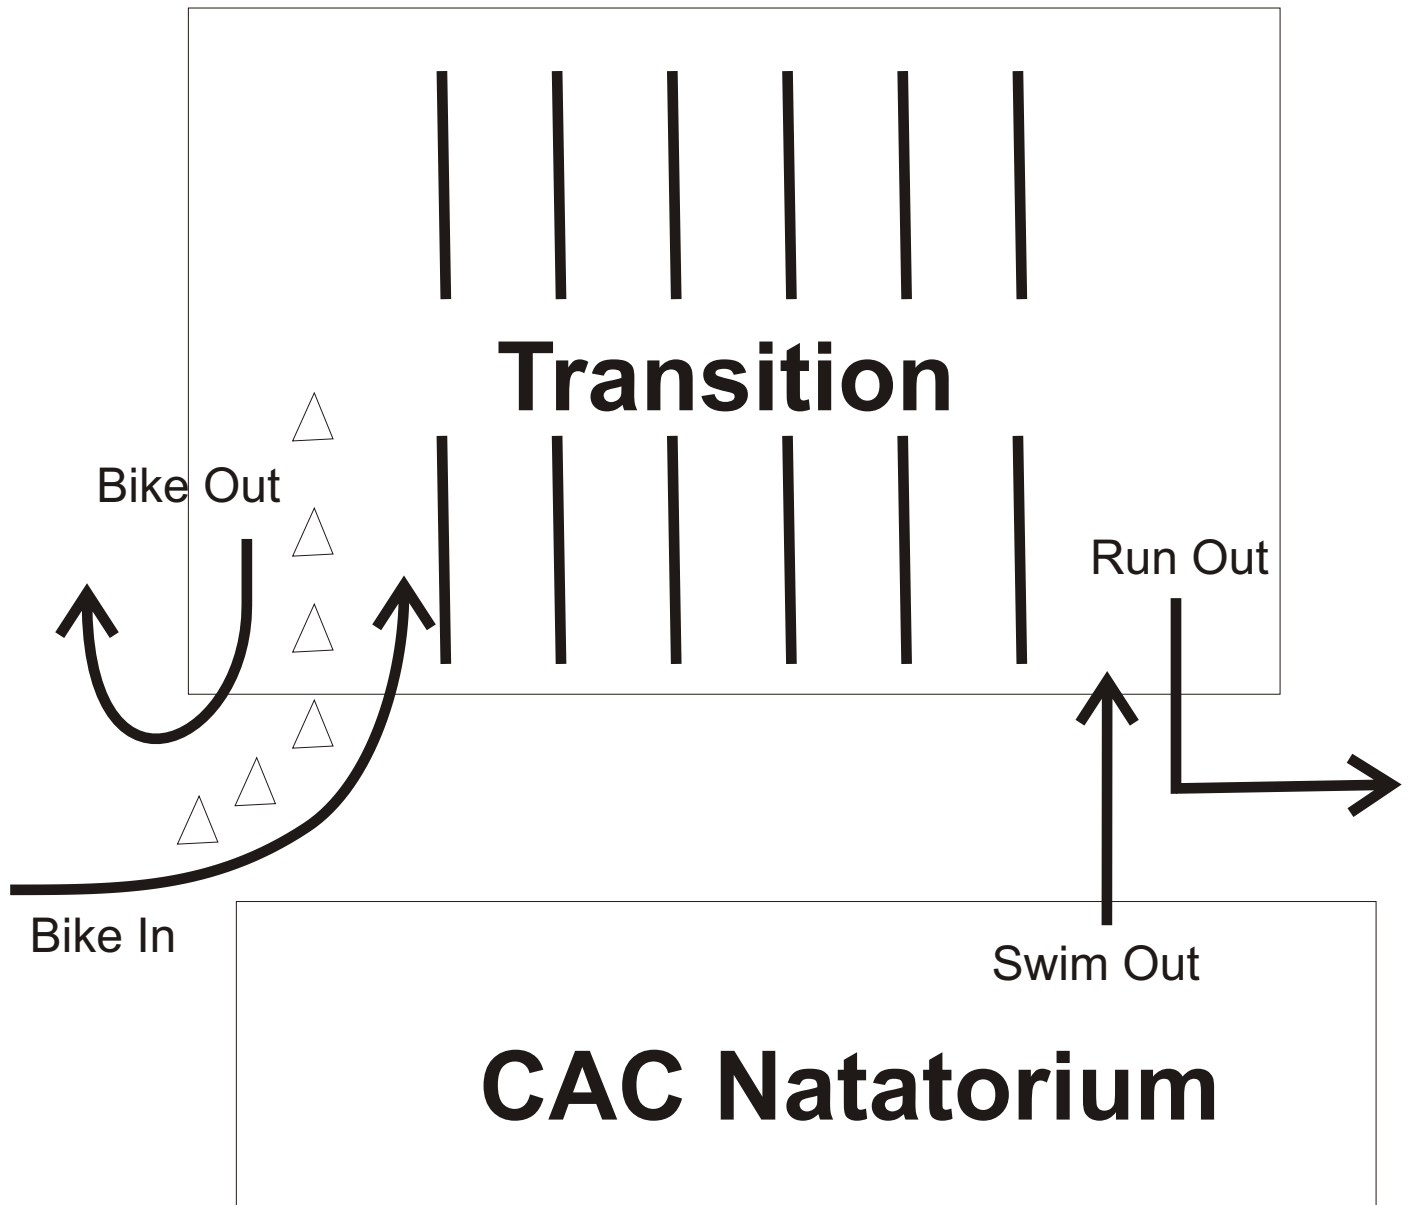 Transition
Bike Out
Run Out
Bike In
Swim Out
CAC Natatorium